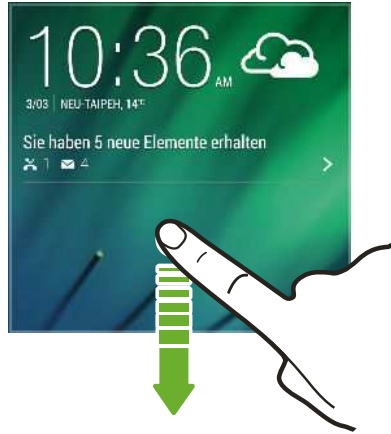 10:36 AM
3/03 | NEU-TAIPEH, 14°C
Sie haben 5 neue Elemente erhalten
1 4